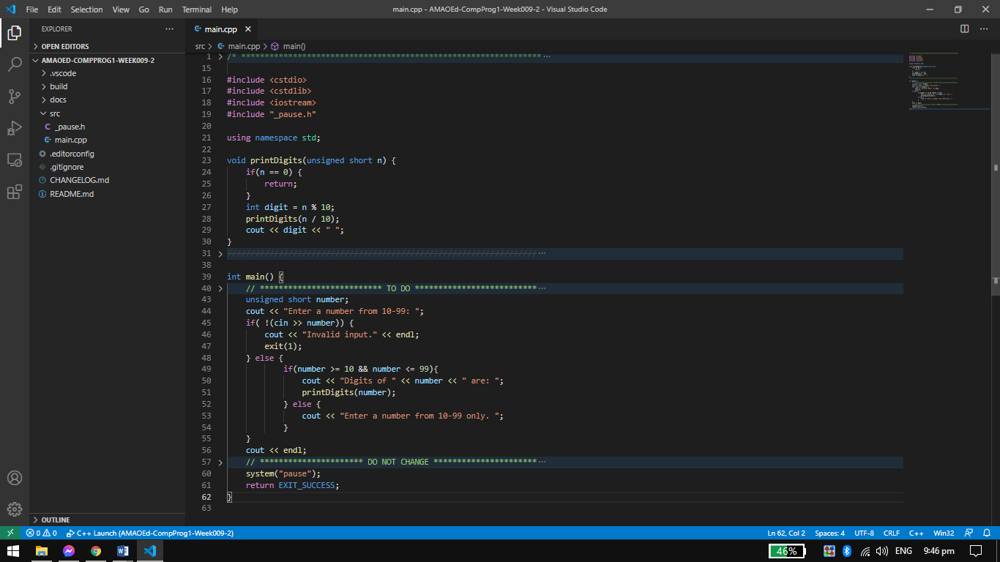 File Edit Selection View Go Run Terminal Help
main.cpp - AMAOEd-CompProg1-Week009-2 - Visual Studio Code
EXPLORER
OPEN EDITORS
AMAOED-COMPPROG1-WEEK009-2
.vscode
build
docs
src
_pause.h
main.cpp
.editorconfig
.gitignore
CHANGELOG.md
README.md
OUTLINE
main.cpp
src > main.cpp > main()
1 /* ****************************************************************
15
16 #include <cstdio>
17 #include <cstdlib>
18 #include <iostream>
19 #include "_pause.h"
20
21 using namespace std;
22
23 void printDigits(unsigned short n) {
24     if(n == 0) {
25         return;
26     }
27     int digit = n % 10;
28     printDigits(n / 10);
29     cout << digit << " ";
30 }
31 //////////////////////////////////////////////////////////////////
38
39 int main() {
40     // ************************** TO DO **************************
43     unsigned short number;
44     cout << "Enter a number from 10-99: ";
45     if( !(cin >> number)) {
46         cout << "Invalid input." << endl;
47         exit(1);
48     } else {
49             if(number >= 10 && number <= 99){
50                 cout << "Digits of " << number << " are: ";
51                 printDigits(number);
52             } else {
53                 cout << "Enter a number from 10-99 only. ";
54             }
55     }
56     cout << endl;
57     // ********************** DO NOT CHANGE **********************
60     system("pause");
61     return EXIT_SUCCESS;
62 }
63
0 0 C++ Launch (AMAOEd-CompProg1-Week009-2)
Ln 62, Col 2 Spaces: 4 UTF-8 CRLF C++ Win32
46% ENG 9:46 pm